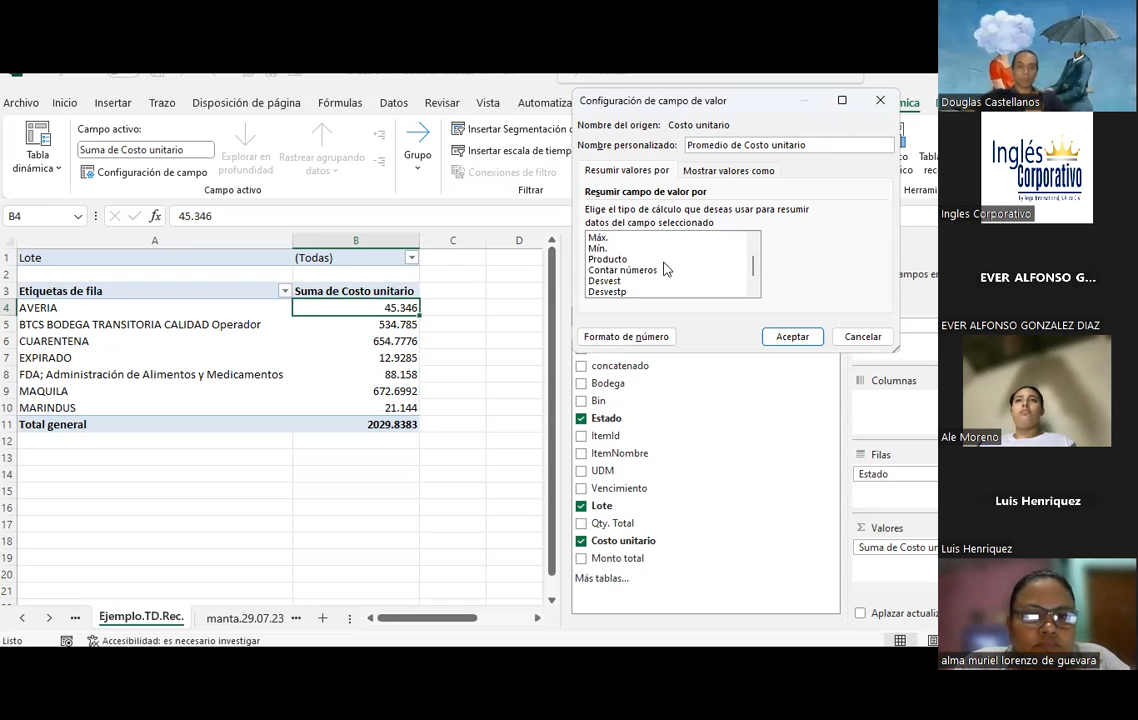 Archivo Inicio Insertar Trazo Disposición de página Fórmulas Datos Revisar Vista Automatiza
Tabla
dinámica
Campo activo:
Suma de Costo unitario
Configuración de campo
Explorar en
profundidad
Rastrear agrupando
datos
Campo activo
Grupo
Insertar Segmentación
Insertar escala de tiem
Conexiones de filtro
Filtrar
Herrami
B4
fx
45.346
A B C D
1 Lote (Todas)
2
3 Etiquetas de fila Suma de Costo unitario
4 AVERIA 45.346
5 BTCS BODEGA TRANSITORIA CALIDAD Operador 534.785
6 CUARENTENA 654.7776
7 EXPIRADO 12.9285
8 FDA; Administración de Alimentos y Medicamentos 88.158
9 MAQUILA 672.6992
10 MARINDUS 21.144
11 Total general 2029.8383
12
13
14
15
16
17
18
19
20
21
Ejemplo.TD.Rec. manta.29.07.23
Listo Accesibilidad: es necesario investigar
Configuración de campo de valor
Nombre del origen: Costo unitario
Nombre personalizado: Promedio de Costo unitario
Resumir valores por Mostrar valores como
Resumir campo de valor por
Elige el tipo de cálculo que deseas usar para resumir
datos del campo seleccionado
Máx.
Mín.
Producto
Contar números
Desvest
Desvestp
Formato de número Aceptar Cancelar
ampos en
concatenado
Bodega
Bin
Estado
ItemId
ItemNombre
UDM
Vencimiento
Lote
Qty. Total
Costo unitario
Monto total
Más tablas...
Columnas
Filas
Estado
Σ Valores
Suma de Costo un
Aplazar actualiz
Douglas Castellanos
Inglés
Corporativo
Ingles Corporativo
EVER ALFONSO G...
EVER ALFONSO GONZALEZ DIAZ
Ale Moreno
Luis Henriquez
Luis Henriquez
alma muriel lorenzo de guevara